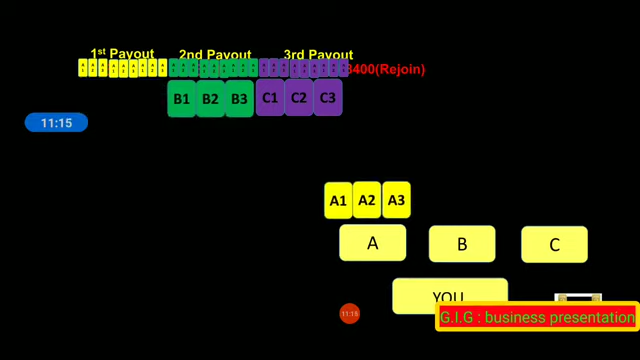 1st Payout 2nd Payout 3rd Payout
400(Rejoin)
B1 B2 B3 C1 C2 C3
11:15
A1 A2 A3
A B C
YOU
11:15
G.I.G : business presentation